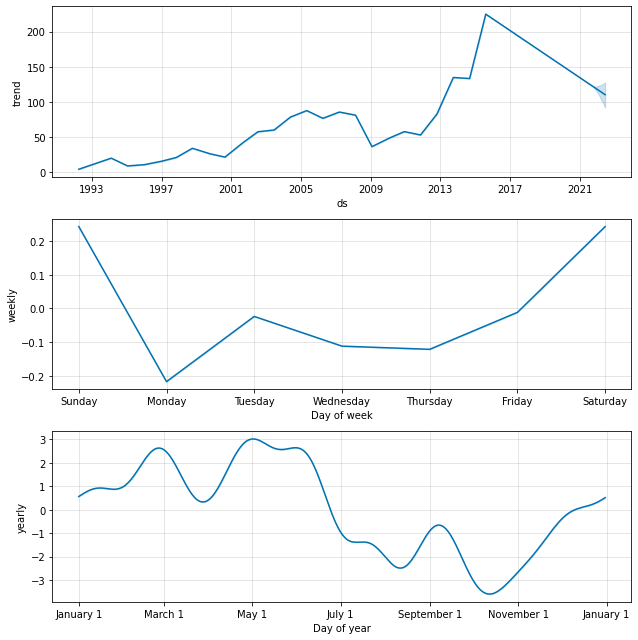 200
150
100
50
0
trend
1993 1997 2001 2005 2009 2013 2017 2021
ds
0.2
0.1
0.0
−0.1
−0.2
weekly
Sunday Monday Tuesday Wednesday Thursday Friday Saturday
Day of week
3
2
1
0
−1
−2
−3
yearly
January 1 March 1 May 1 July 1 September 1 November 1 January 1
Day of year